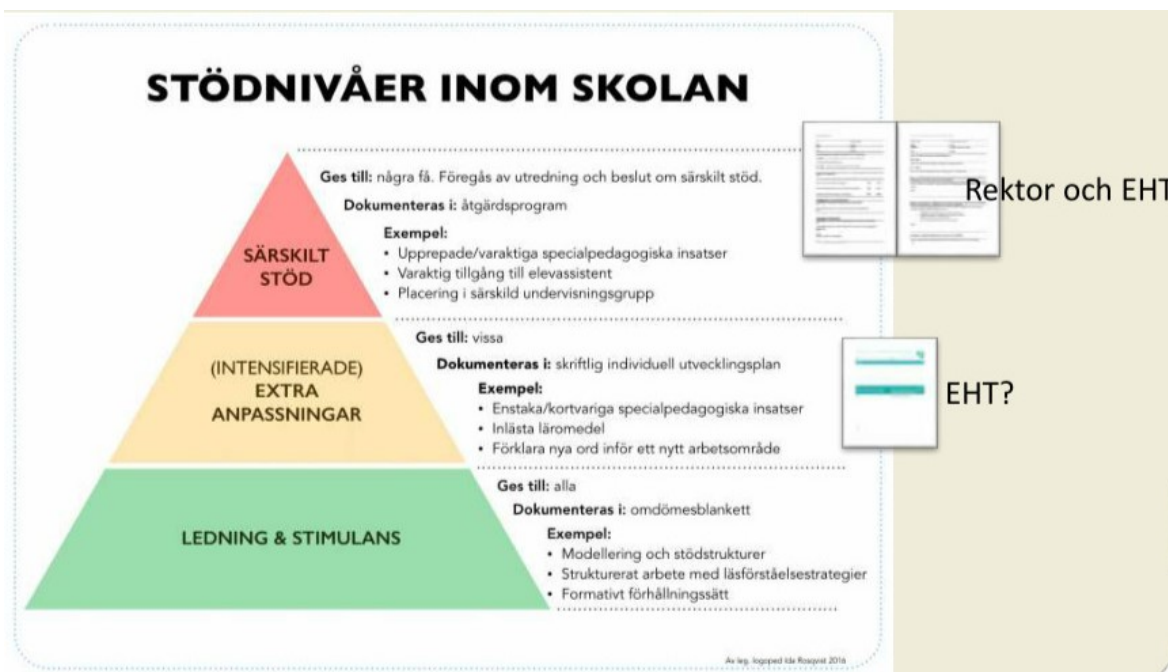 STÖDNIVÅER INOM SKOLAN
Ges till: några få. Föregås av utredning och beslut om särskilt stöd.
Dokumenteras i: åtgärdsprogram
Exempel:
• Upprepade/varaktiga specialpedagogiska insatser
• Varaktig tillgång till elevassistent
• Placering i särskild undervisningsgrupp
SÄRSKILT
STÖD
Rektor och EHT
Ges till: vissa
Dokumenteras i: skriftlig individuell utvecklingsplan
Exempel:
• Enstaka/kortvariga specialpedagogiska insatser
• Inlästa läromedel
• Förklara nya ord inför ett nytt arbetsområde
(INTENSIFIERADE)
EXTRA
ANPASSNINGAR
EHT?
Ges till: alla
Dokumenteras i: omdömesblankett
Exempel:
• Modellering och stödstrukturer
• Strukturerat arbete med läsförståelsestrategier
• Formativt förhållningssätt
LEDNING & STIMULANS
Av leg. logoped Ida Rosqvist 2016